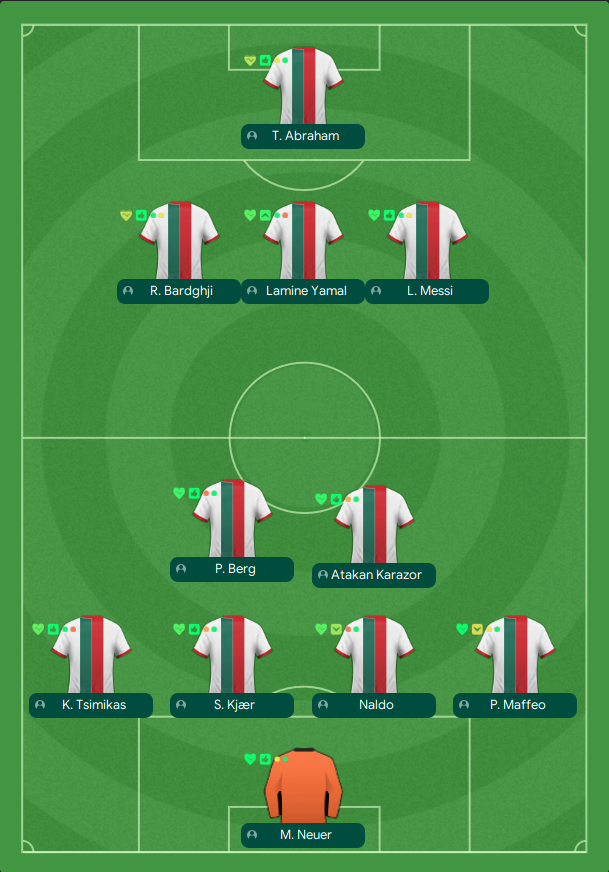 T. Abraham
R. Bardghji
Lamine Yamal
L. Messi
P. Berg
Atakan Karazor
K. Tsimikas
S. Kjær
Naldo
P. Maffeo
M. Neuer